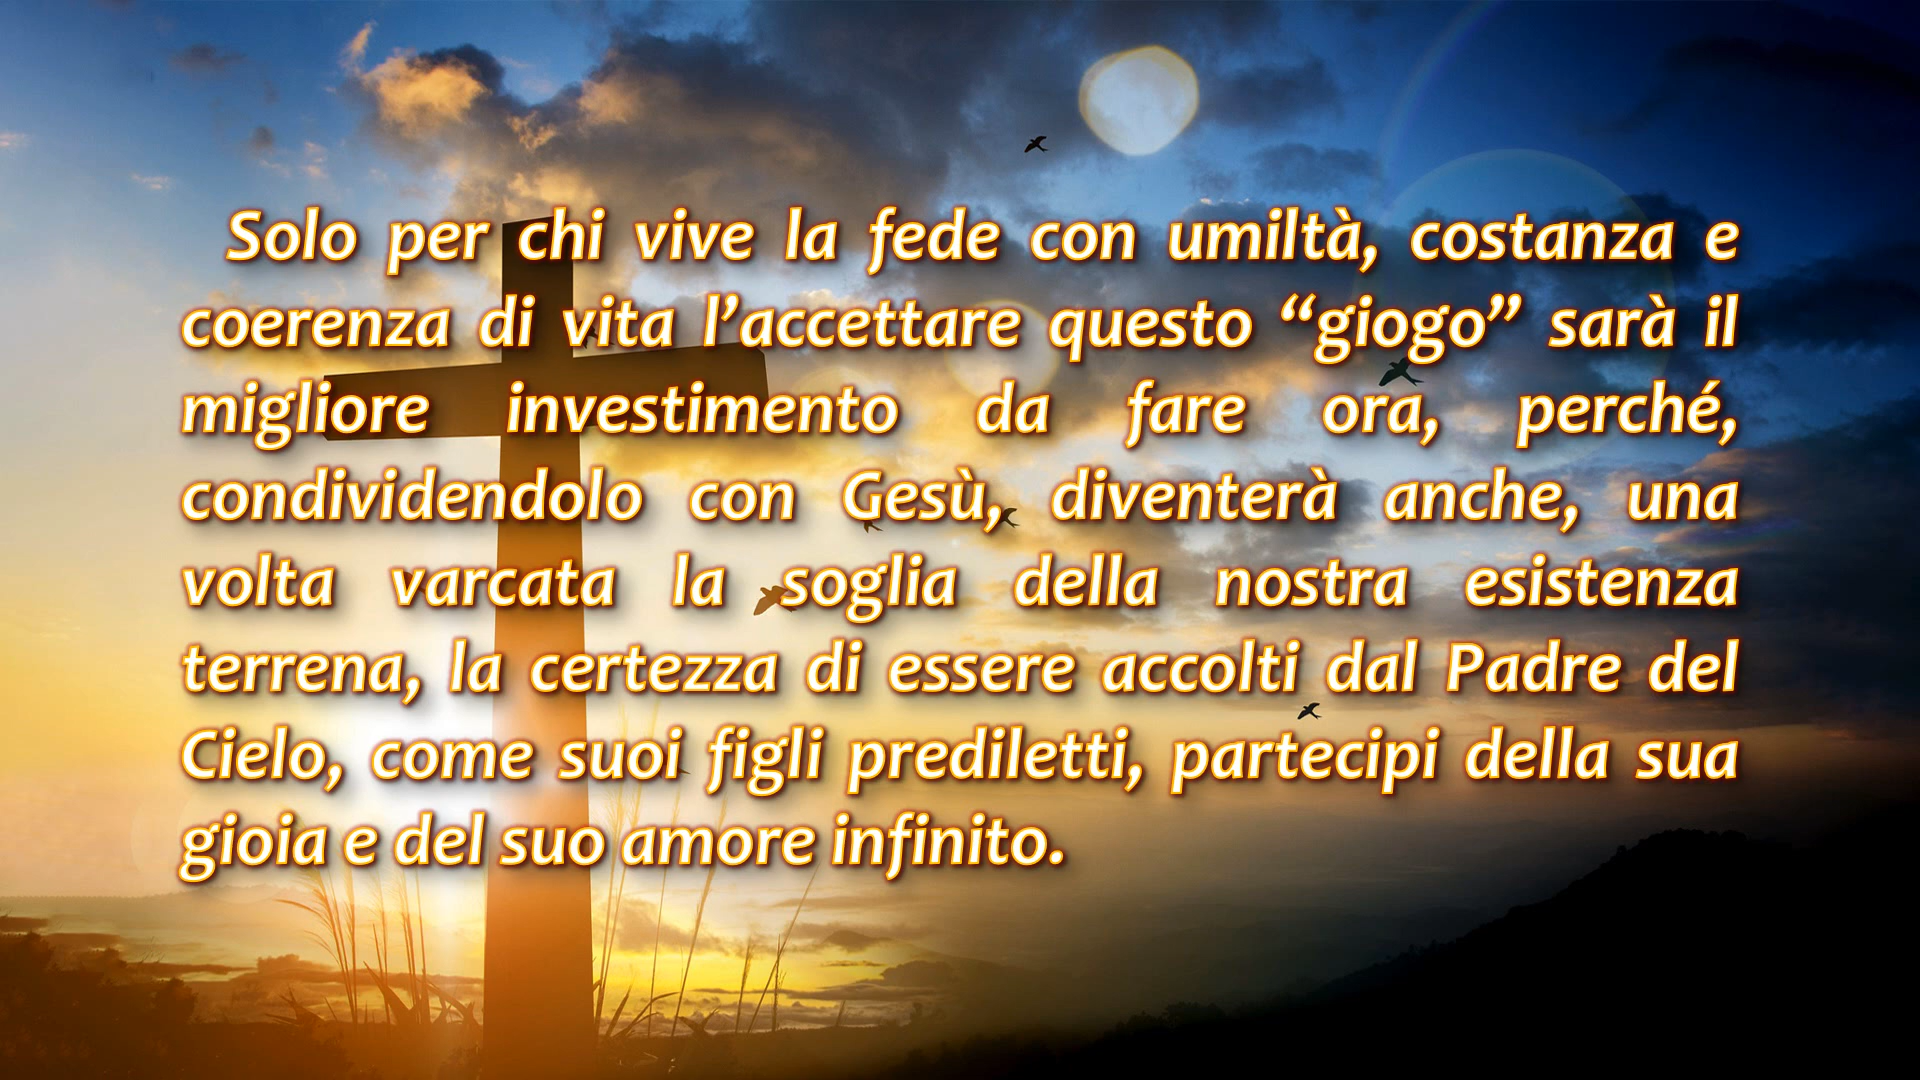 Solo per chi vive la fede con umiltà, costanza e
coerenza di vita l’accettare questo “giogo” sarà il
migliore investimento da fare ora, perché,
condividendolo con Gesù, diventerà anche, una
volta varcata la soglia della nostra esistenza
terrena, la certezza di essere accolti dal Padre del
Cielo, come suoi figli prediletti, partecipi della sua
gioia e del suo amore infinito.